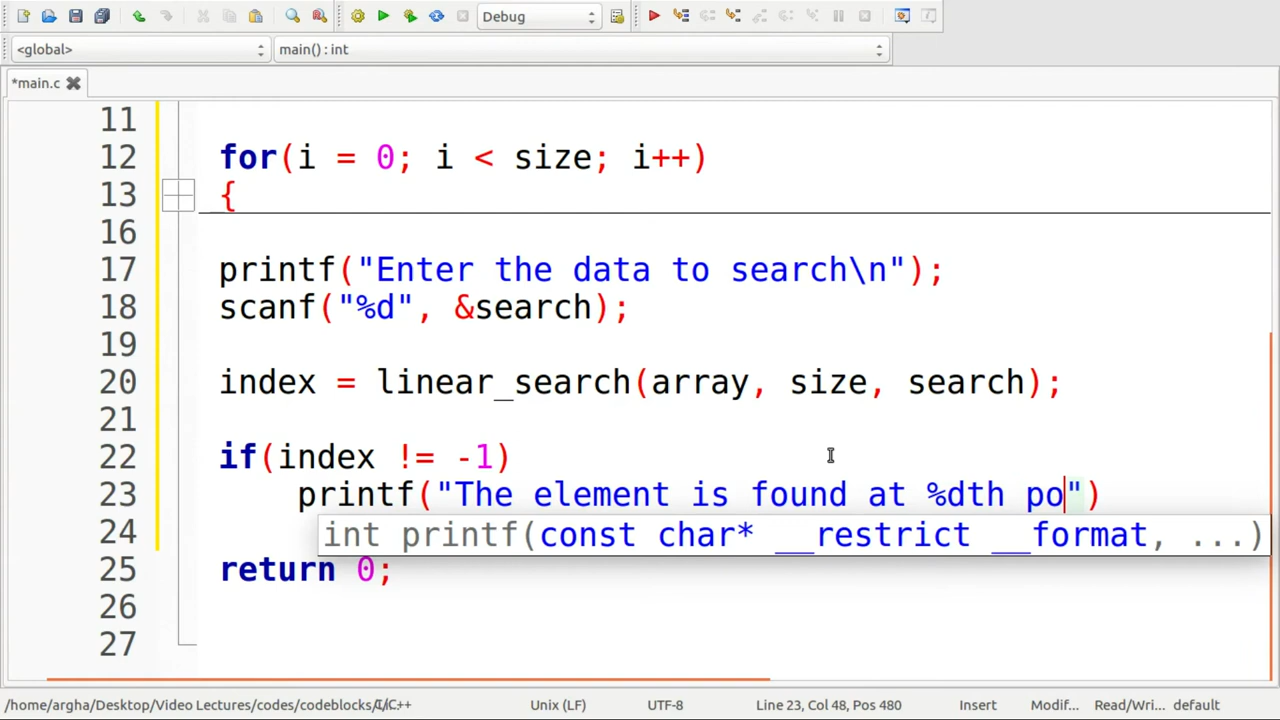 Debug
<global>
main() : int
*main.c
11
12 for(i = 0; i < size; i++)
13 {
16
17 printf("Enter the data to search\n");
18 scanf("%d", &search);
19
20 index = linear_search(array, size, search);
21
22 if(index != -1)
23 printf("The element is found at %dth po")
24 int printf(const char* __restrict __format, ...)
25 return 0;
26
27
/home/argha/Desktop/Video Lectures/codes/codeblocks/
C/C++
Unix (LF)
UTF-8
Line 23, Col 48, Pos 480
Insert
Modif...
Read/Wri...
default